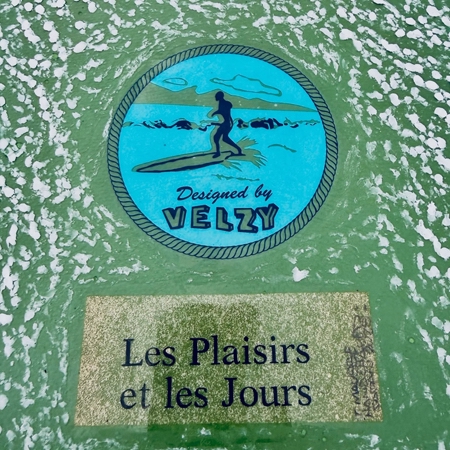 Designed by
VELZY
Les Plaisirs
et les Jours